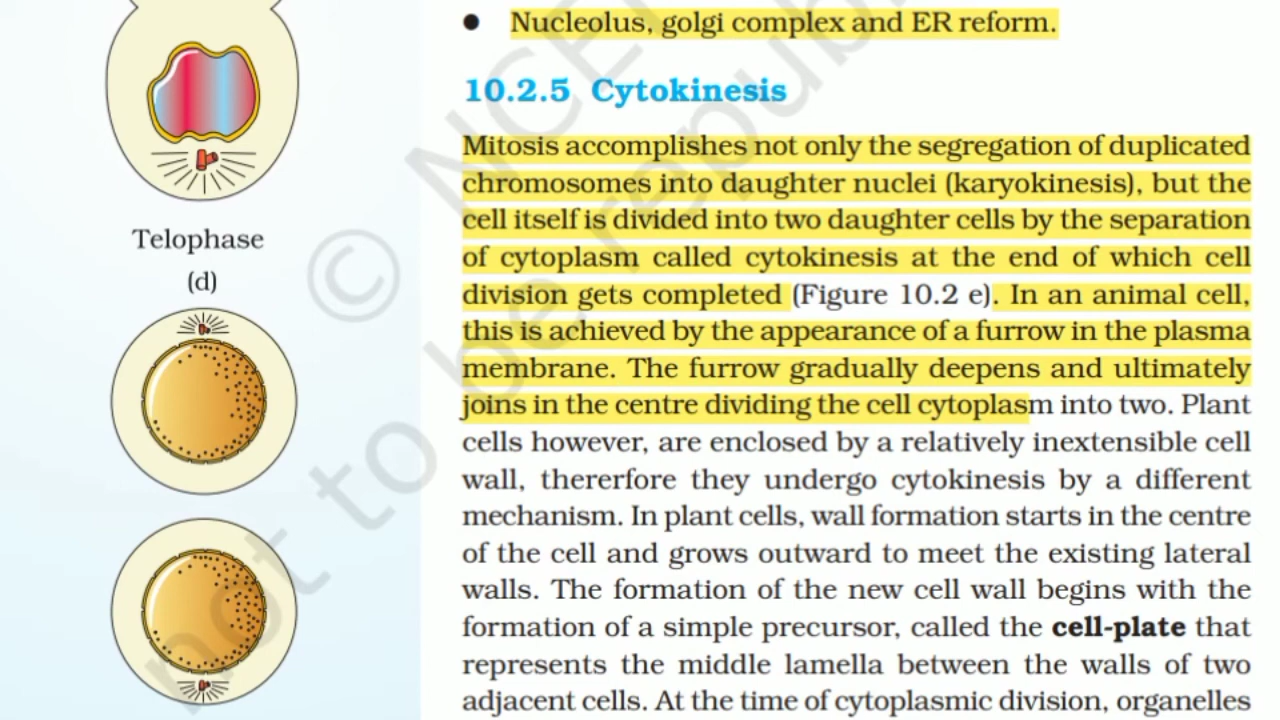 ● Nucleolus, golgi complex and ER reform.
10.2.5 Cytokinesis
Mitosis accomplishes not only the segregation of duplicated
chromosomes into daughter nuclei (karyokinesis), but the
cell itself is divided into two daughter cells by the separation
of cytoplasm called cytokinesis at the end of which cell
division gets completed (Figure 10.2 e). In an animal cell,
this is achieved by the appearance of a furrow in the plasma
membrane. The furrow gradually deepens and ultimately
joins in the centre dividing the cell cytoplasm into two. Plant
cells however, are enclosed by a relatively inextensible cell
wall, thererfore they undergo cytokinesis by a different
mechanism. In plant cells, wall formation starts in the centre
of the cell and grows outward to meet the existing lateral
walls. The formation of the new cell wall begins with the
formation of a simple precursor, called the cell-plate that
represents the middle lamella between the walls of two
adjacent cells. At the time of cytoplasmic division, organelles
Telophase
(d)
© NCE
not to be republ